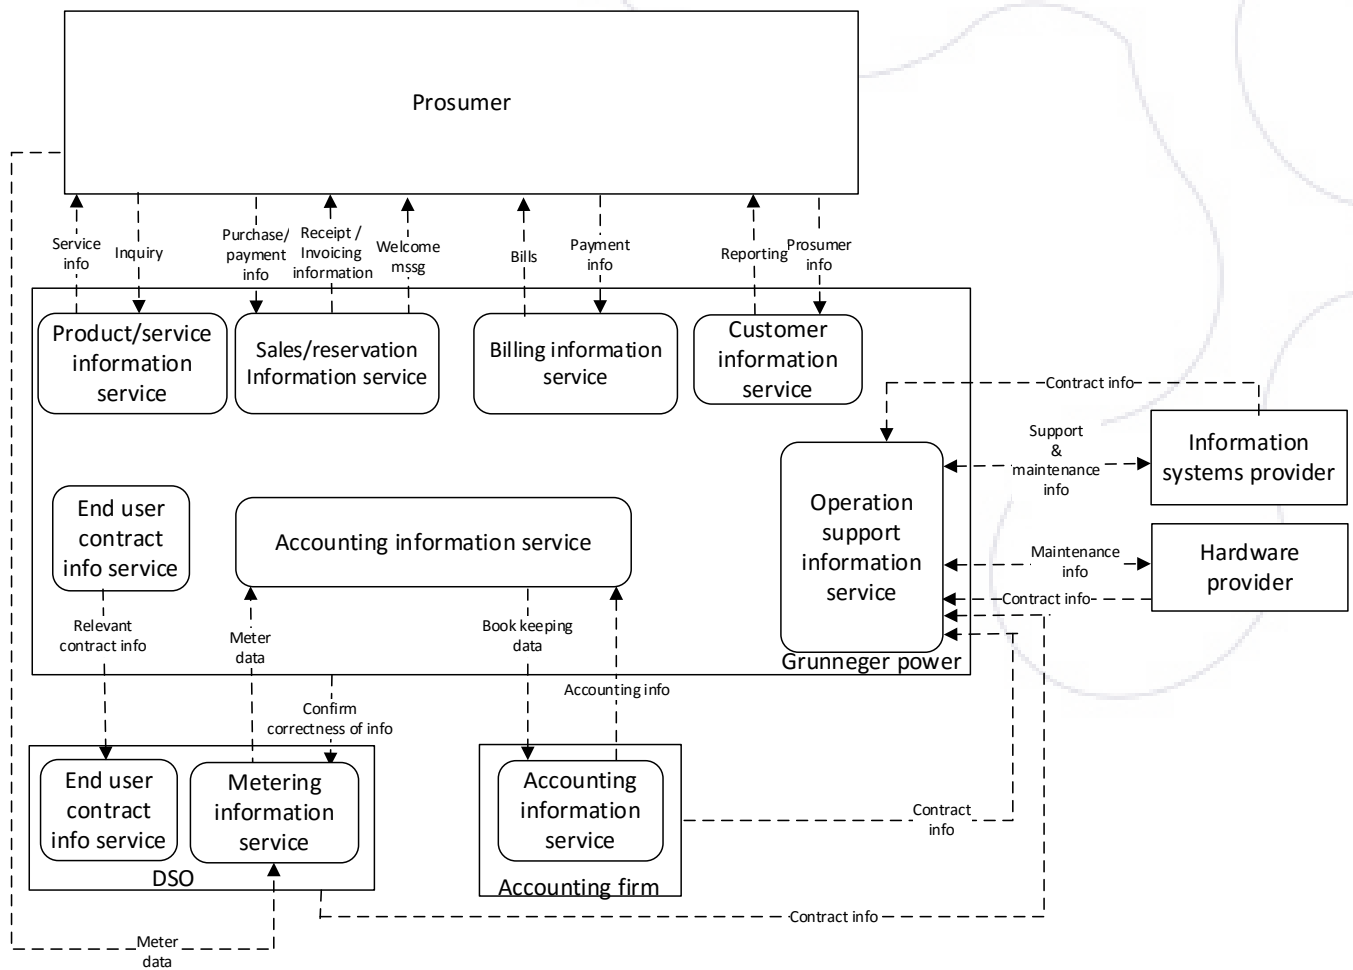 Prosumer
Service
info
Inquiry
Purchase/
payment
info
Receipt /
Invoicing
information
Welcome
mssg
Bills
Payment
info
Reporting
Prosumer
info
Product/service
information
service
Sales/reservation
Information service
Billing information
service
Customer
information
service
Contract info
Support
&
maintenance
info
Information
systems provider
Operation
support
information
service
End user
contract
info service
Accounting information service
Maintenance
info
Hardware
provider
Contract info
Relevant
contract info
Meter
data
Book keeping
data
Grunneger power
Accounting info
Confirm
correctness of info
End user
contract
info service
Metering
information
service
DSO
Accounting
information
service
Accounting firm
Contract
info
Contract info
Meter
data